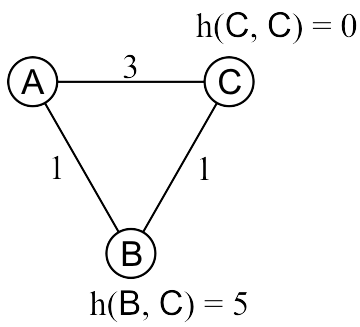 h(C, C) = 0
A
3
C
1
1
B
h(B, C) = 5